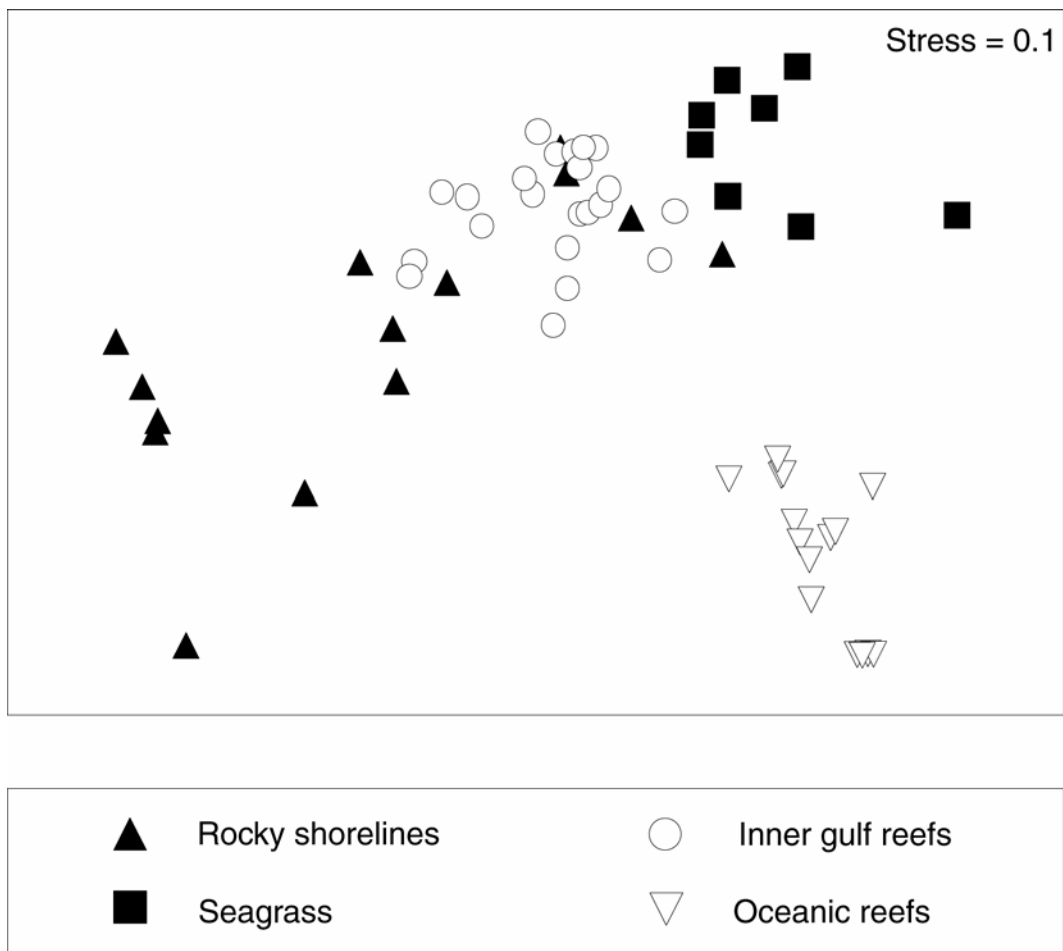 Stress = 0.1
Rocky shorelines
Inner gulf reefs
Seagrass
Oceanic reefs